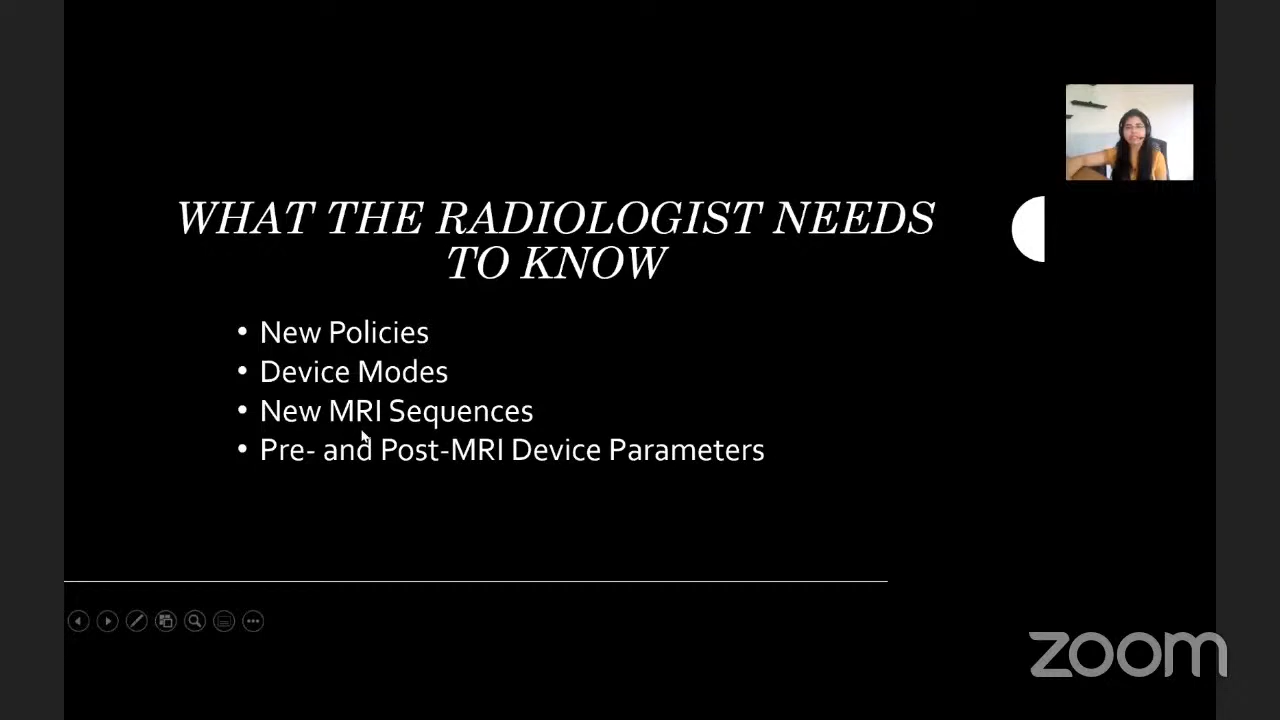 WHAT THE RADIOLOGIST NEEDS
TO KNOW
• New Policies
• Device Modes
• New MRI Sequences
• Pre- and Post-MRI Device Parameters
zoom